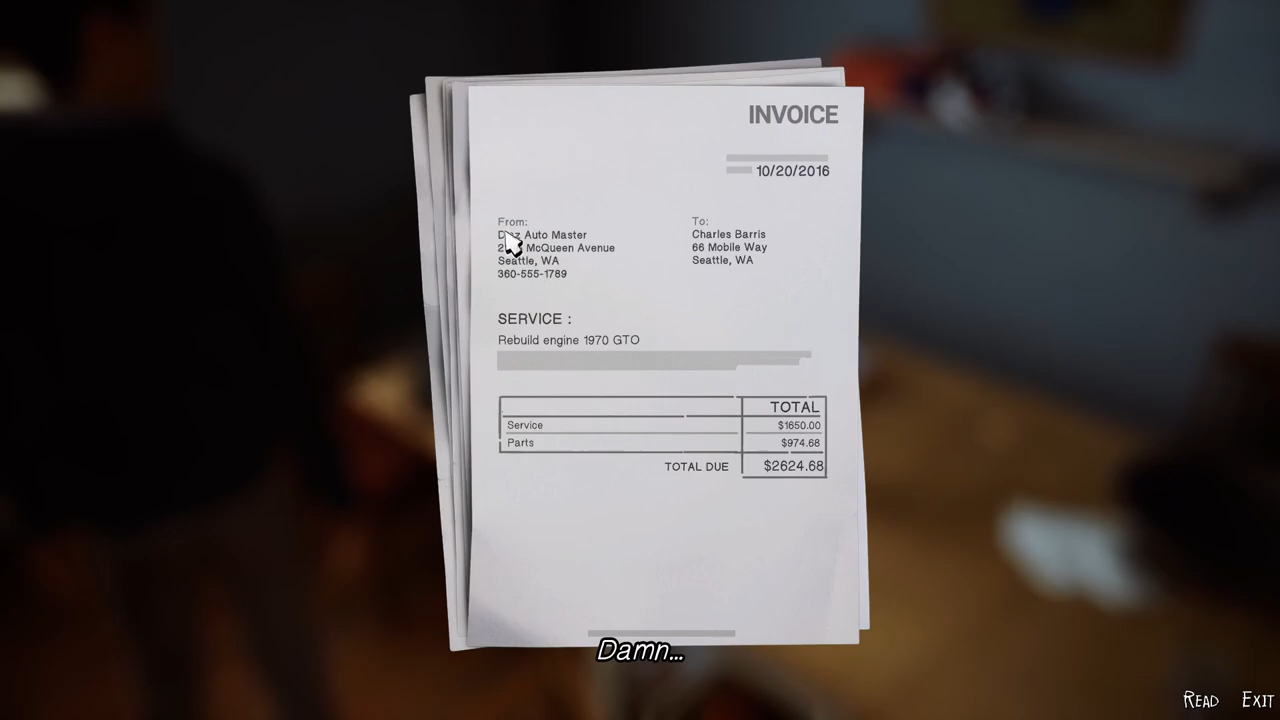 INVOICE
10/20/2016
From:
Auto Master
McQueen Avenue
Seattle, WA
360-555-1789
To:
Charles Barris
66 Mobile Way
Seattle, WA
SERVICE :
Rebuild engine 1970 GTO
TOTAL
Service $1650.00
Parts $974.68
TOTAL DUE $2624.68
Damn...
READ EXIT